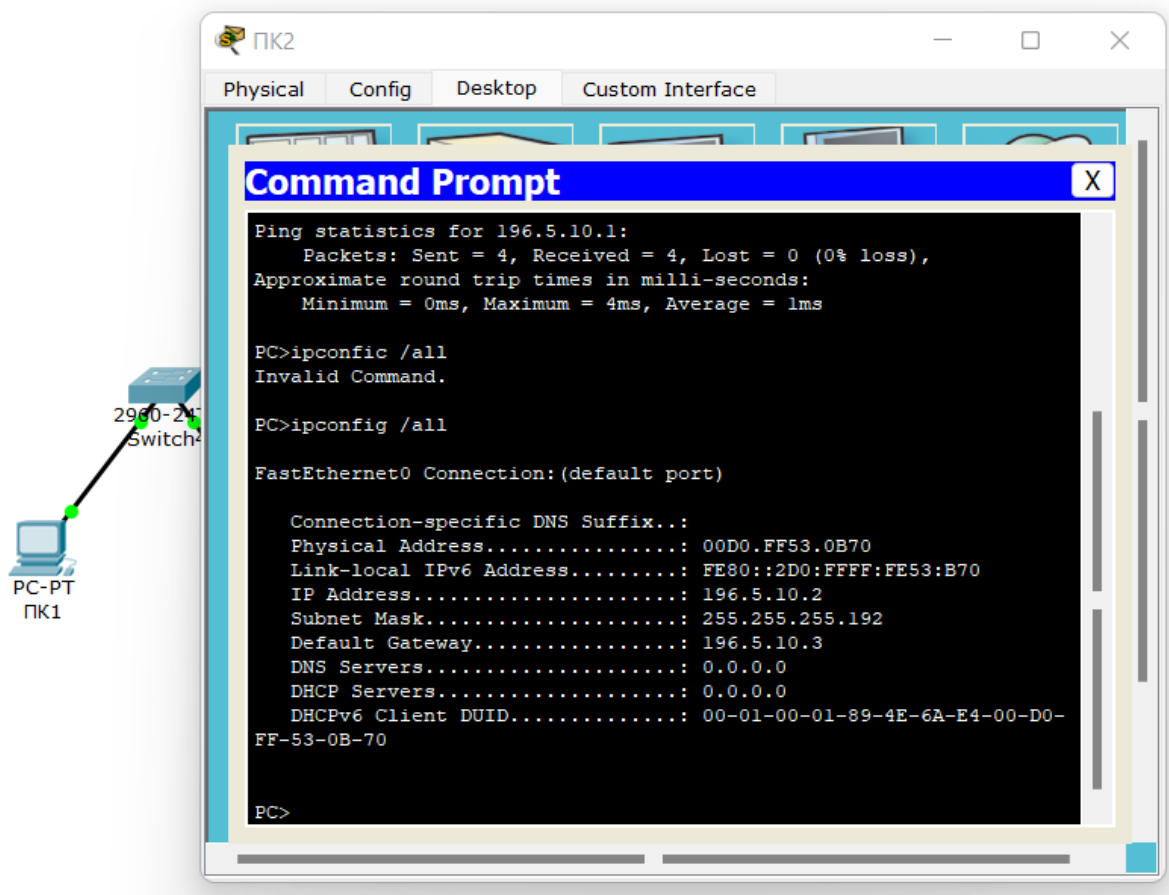 ПК2
Physical Config Desktop Custom Interface
Command Prompt X
Ping statistics for 196.5.10.1:
Packets: Sent = 4, Received = 4, Lost = 0 (0% loss),
Approximate round trip times in milli-seconds:
Minimum = 0ms, Maximum = 4ms, Average = 1ms
PC>ipconfic /all
Invalid Command.
PC>ipconfig /all
FastEthernet0 Connection:(default port)
Connection-specific DNS Suffix..:
Physical Address................: 00D0.FF53.0B70
Link-local IPv6 Address.........: FE80::2D0:FFFF:FE53:B70
IP Address......................: 196.5.10.2
Subnet Mask.....................: 255.255.255.192
Default Gateway.................: 196.5.10.3
DNS Servers.....................: 0.0.0.0
DHCP Servers....................: 0.0.0.0
DHCPv6 Client DUID..............: 00-01-00-01-89-4E-6A-E4-00-D0-
FF-53-0B-70
PC>
Switch
PC-PT
ПК1